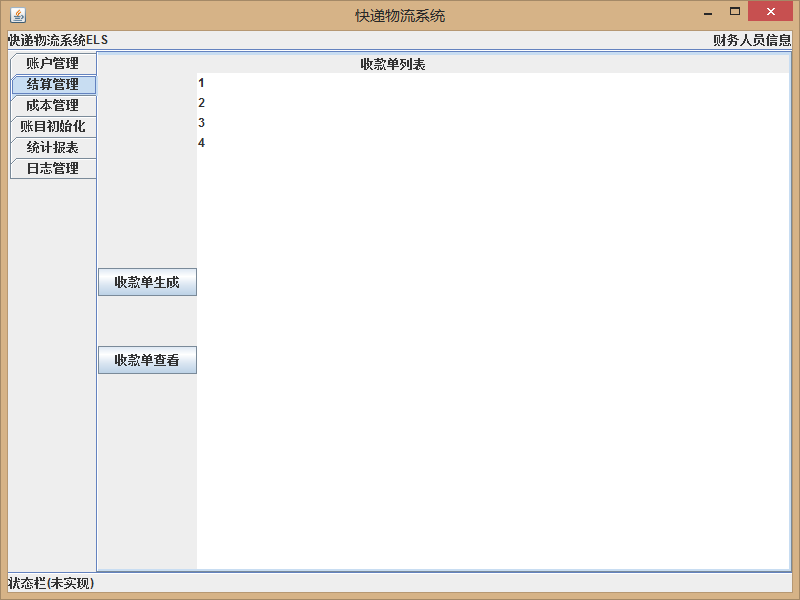 快递物流系统
快递物流系统ELS
财务人员信息
账户管理
结算管理
成本管理
账目初始化
统计报表
日志管理
收款单列表
1
2
3
4
收款单生成
收款单查看
状态栏(未实现)